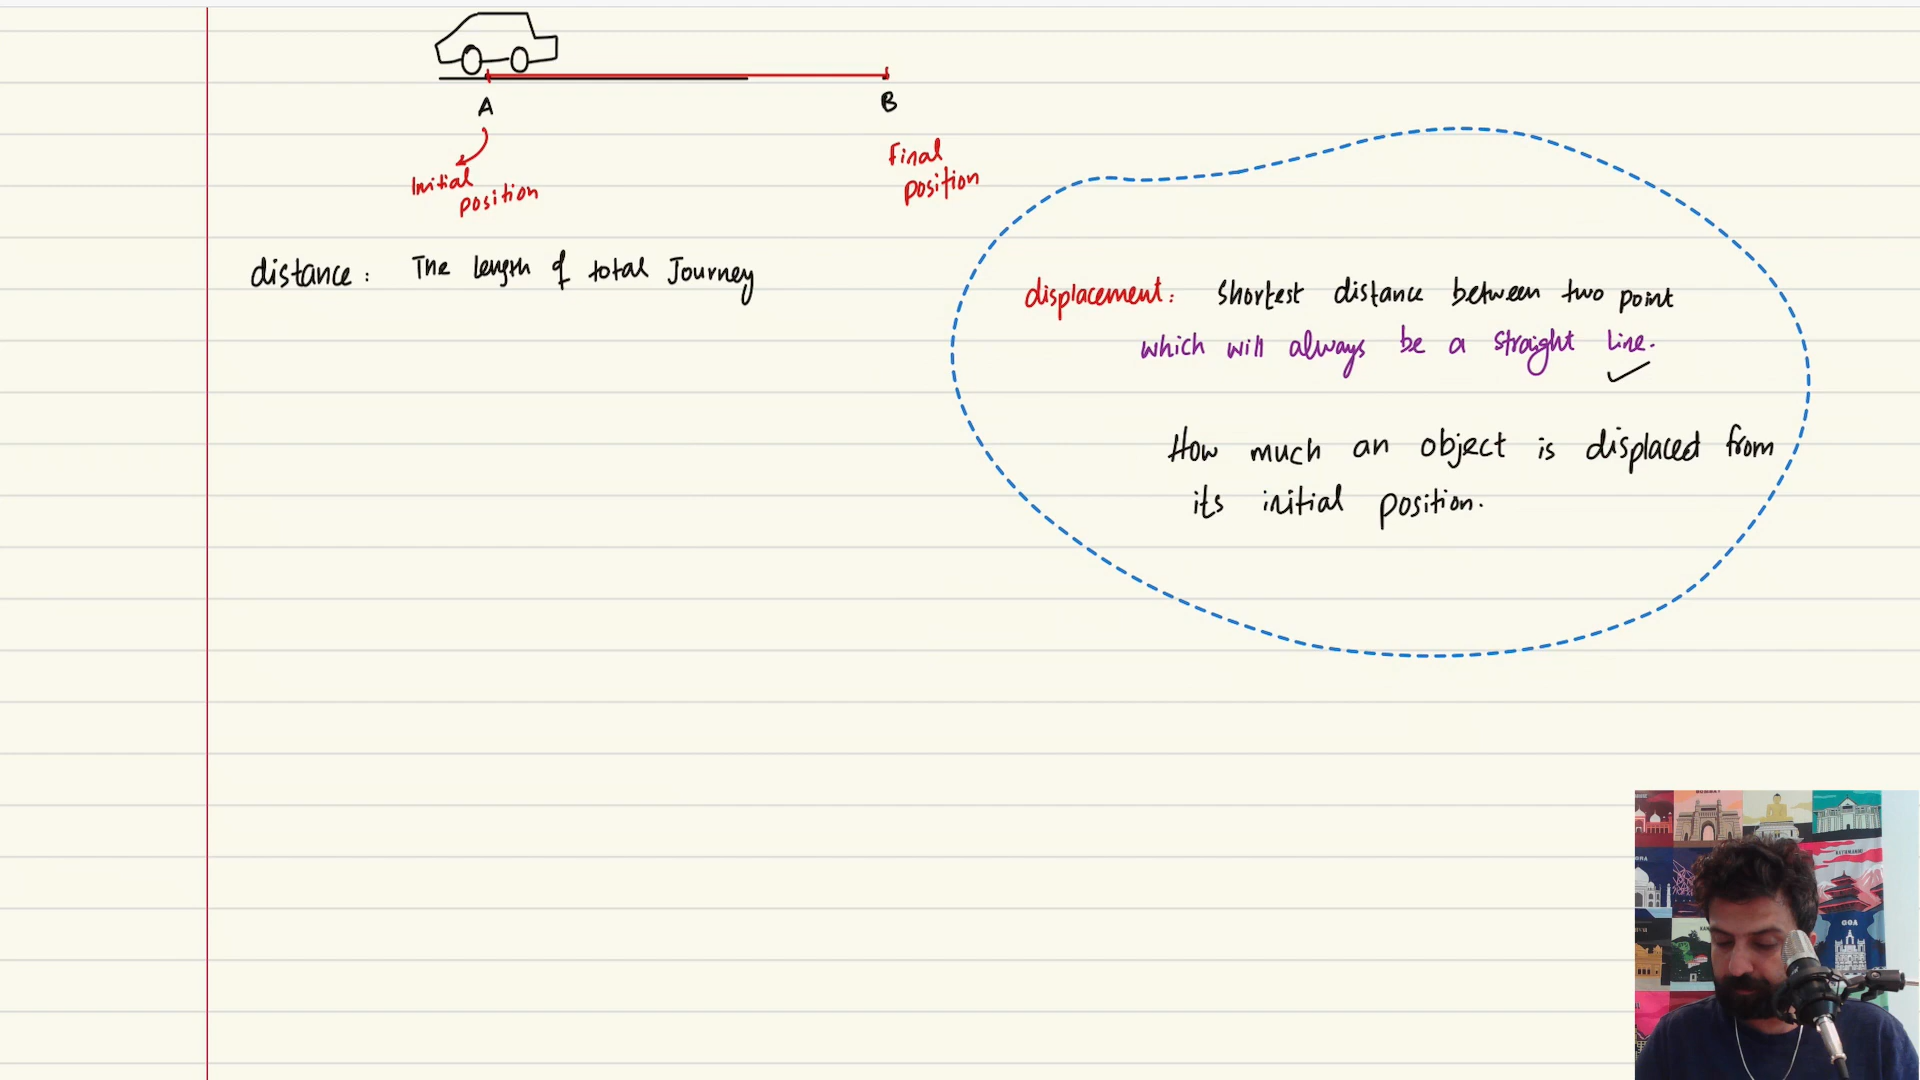 A
B
Initial
position
Final
position
distance: The length of total Journey
displacement: Shortest distance between two point
which will always be a straight line.
How much an object is displaced from
its initial position.
GOA